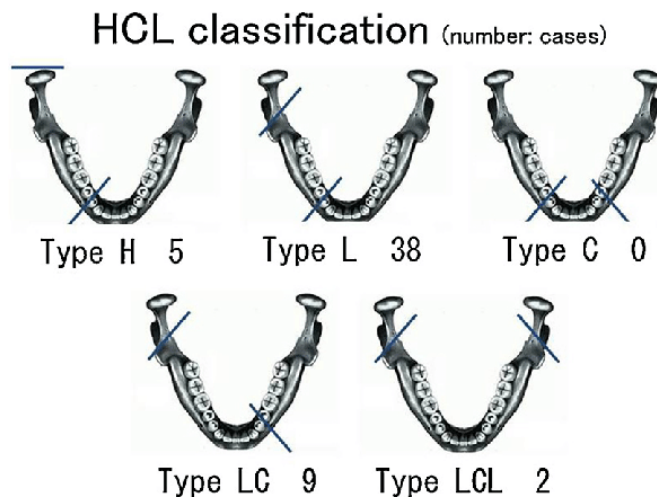 HCL classification (number: cases)
Type H 5
Type L 38
Type C 0
Type LC 9
Type LCL 2